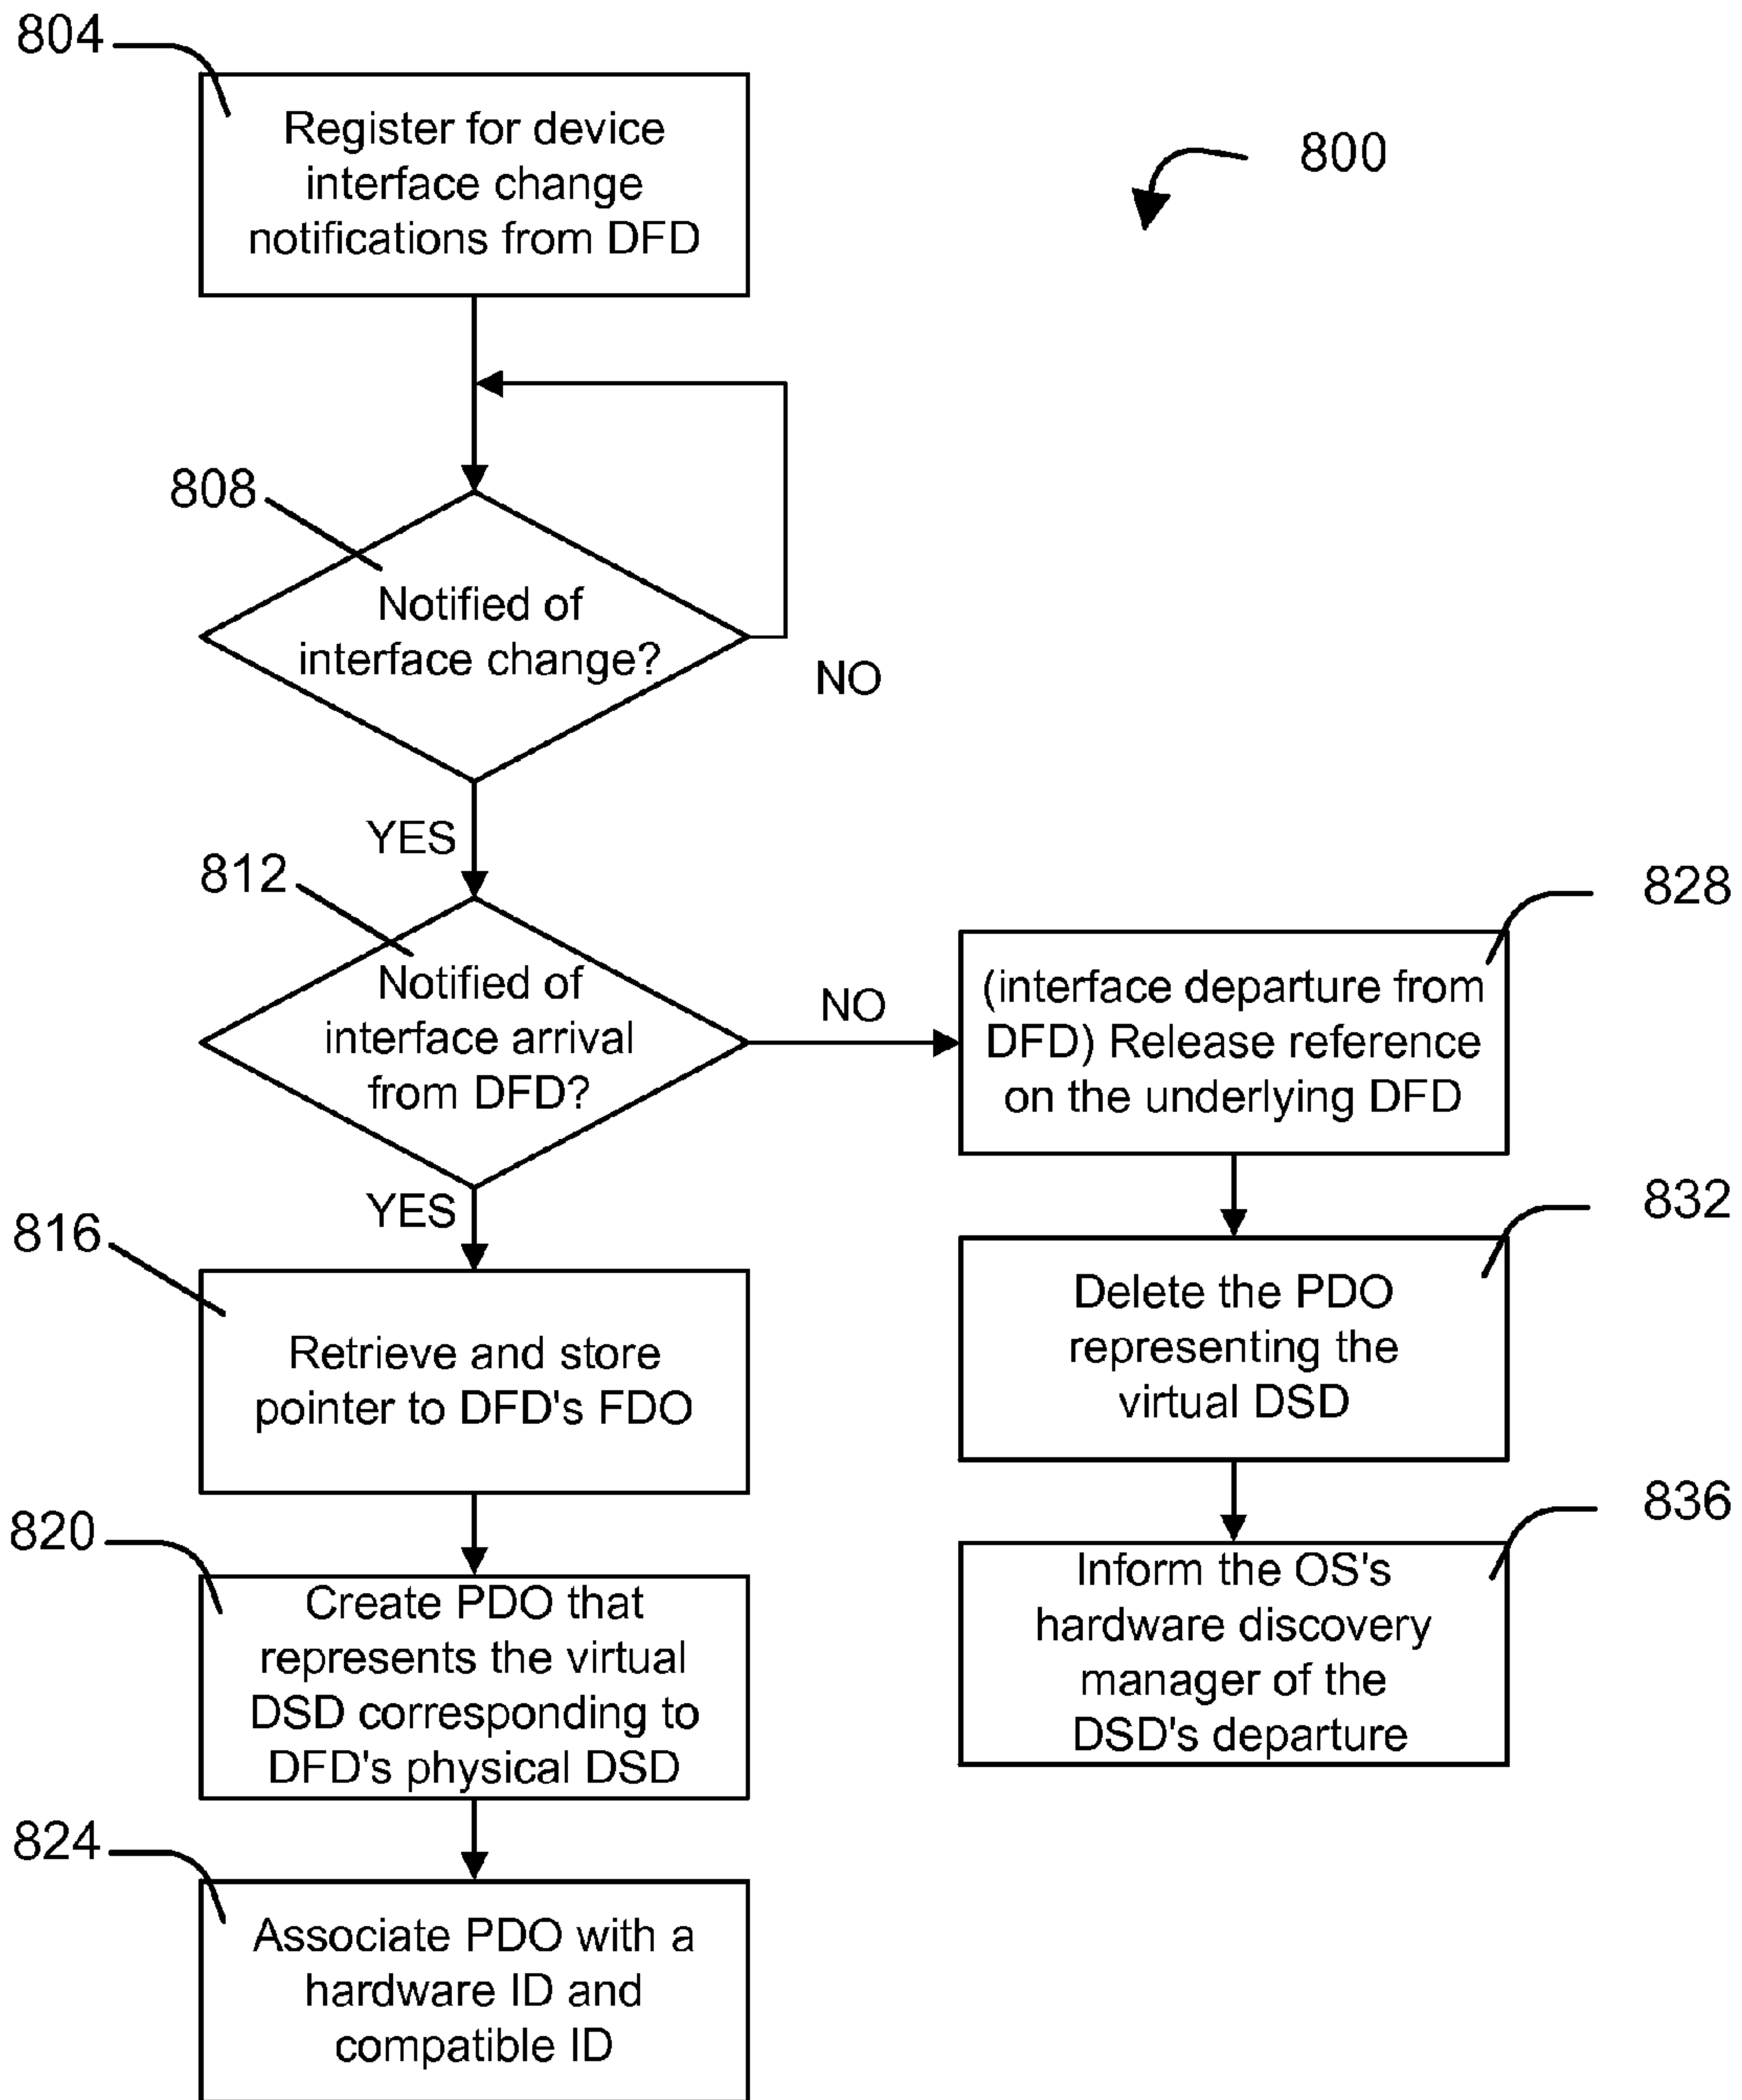 804
Register for device
interface change
notifications from DFD
800
808
Notified of
interface change?
NO
YES
812
Notified of
interface arrival
from DFD?
NO
YES
828
(interface departure from
DFD) Release reference
on the underlying DFD
816
Retrieve and store
pointer to DFD's FDO
832
Delete the PDO
representing the
virtual DSD
820
Create PDO that
represents the virtual
DSD corresponding to
DFD's physical DSD
836
Inform the OS's
hardware discovery
manager of the
DSD's departure
824
Associate PDO with a
hardware ID and
compatible ID